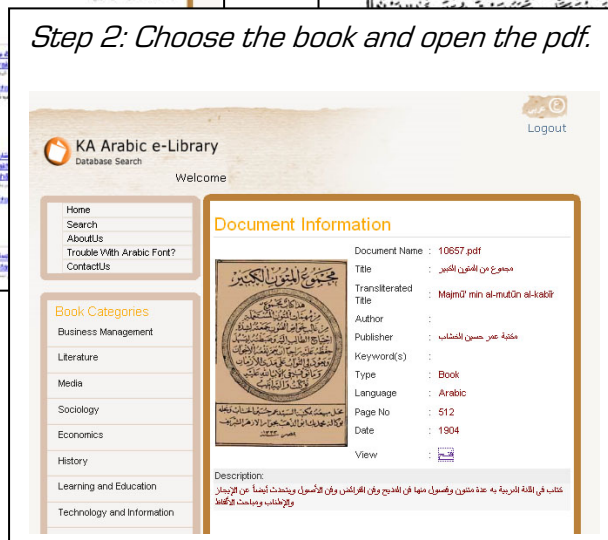 Step 2: Choose the book and open the pdf.
عربي
Logout
KA Arabic e-Library
Database Search
Welcome
Home
Search
AboutUs
Trouble With Arabic Font?
ContactUs
Book Categories
Business Management
Literature
Media
Sociology
Economics
History
Learning and Education
Technology and Information
Document Information
مجموع المتون الكبير
Document Name : 10657.pdf
Title : مجموع من المتون الكبير
Transliterated Title : Majmū' min al-mutūn al-kabīr
Author :
Publisher : مكتبة عمر حسين الخشاب
Keyword(s) :
Type : Book
Language : Arabic
Page No : 512
Date : 1904
View : فتح
Description:
كتاب في اللغة العربية به عدة متون وفصول منها فن المديح وفن الفرائض وفن الأصول ويتحدث أيضاً عن الإيجاز
والإطناب ومباحث الألفاظ